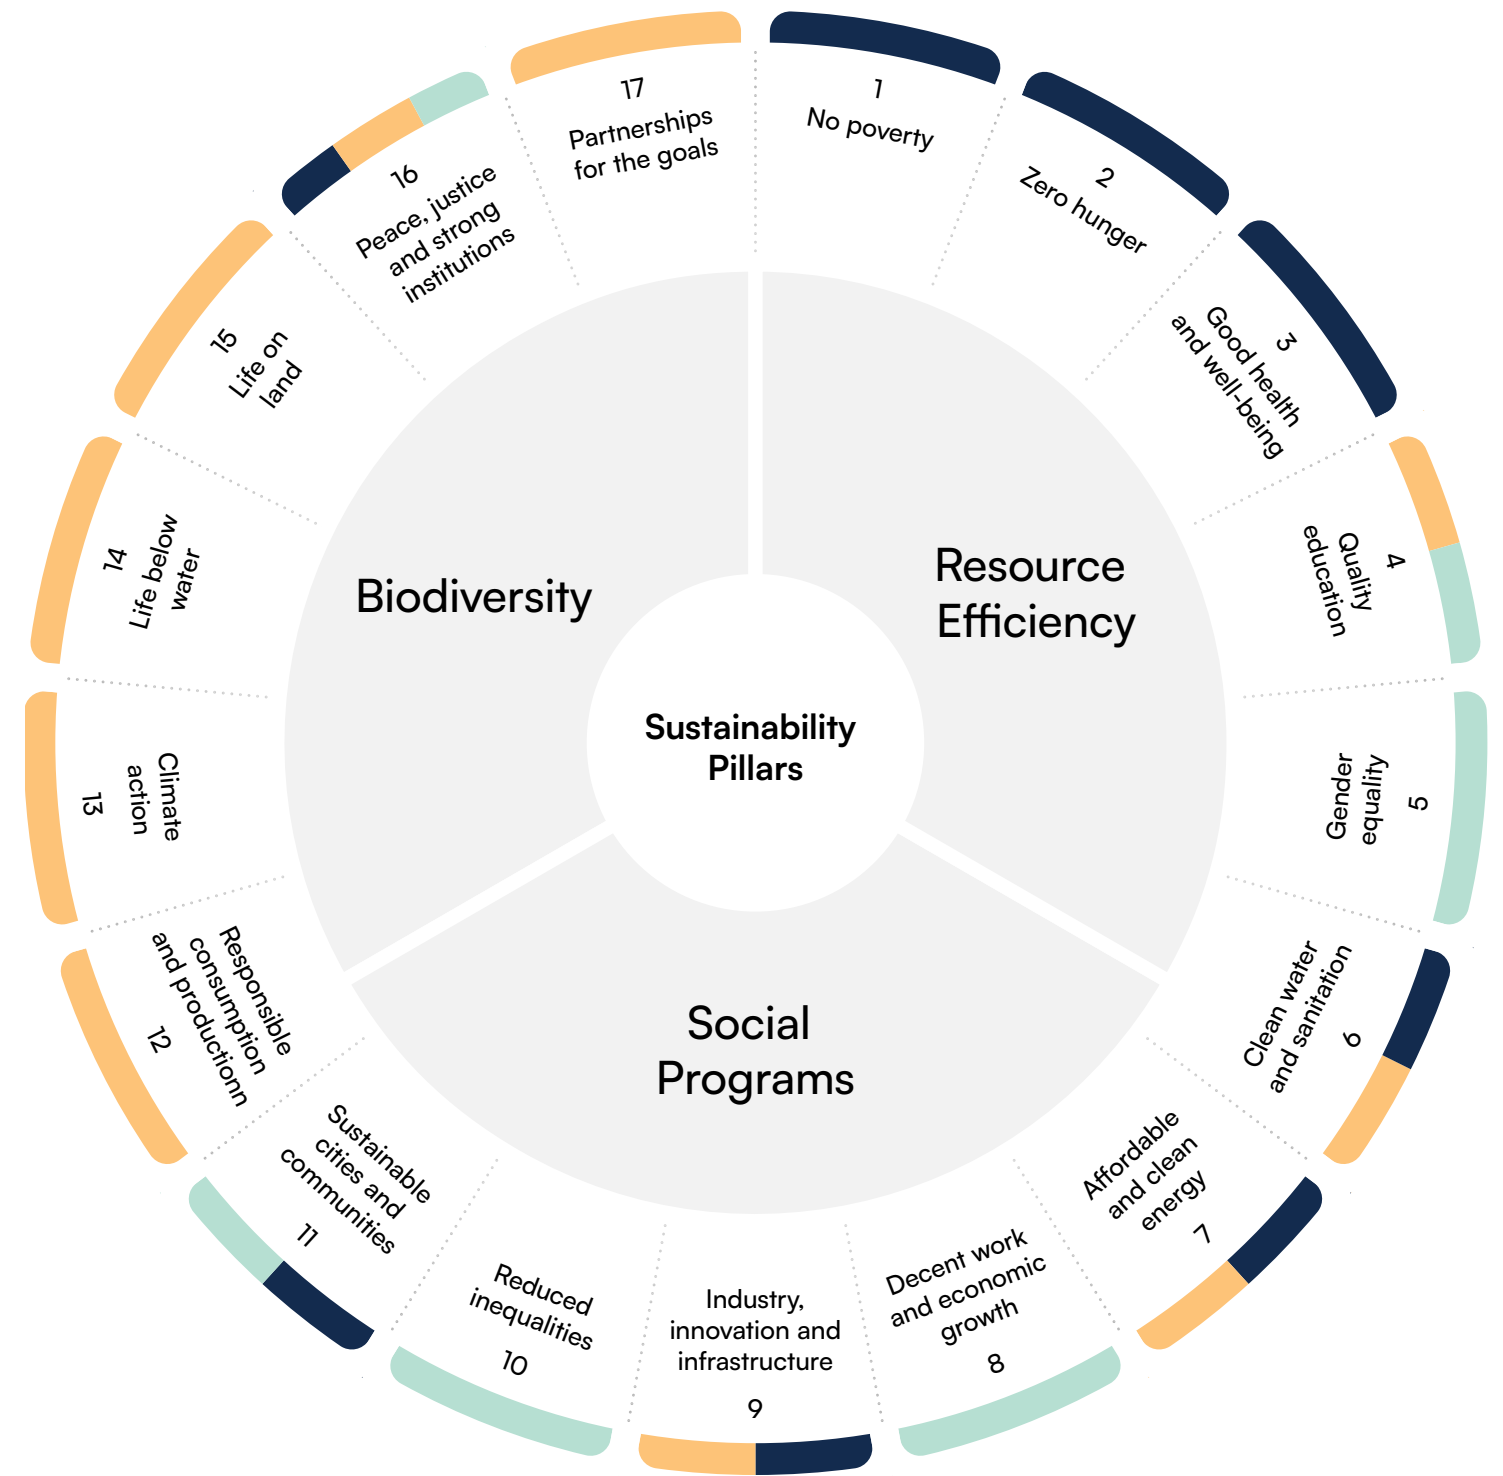 1
No poverty
2
Zero hunger
3
Good health
and well-being
4
Quality
education
5
Gender
equality
Clean water
and sanitation
6
Affordable
and clean
energy
7
Decent work
and economic
growth
8
Industry,
innovation and
infrastructure
9
Reduced
inequalities
10
Sustainable
cities and
communities
11
Responsible
consumption
and productionn
12
Climate
action
13
14
Life below
water
15
Life on
land
16
Peace, justice
and strong
institutions
17
Partnerships
for the goals
Biodiversity
Resource
Efficiency
Social
Programs
Sustainability
Pillars